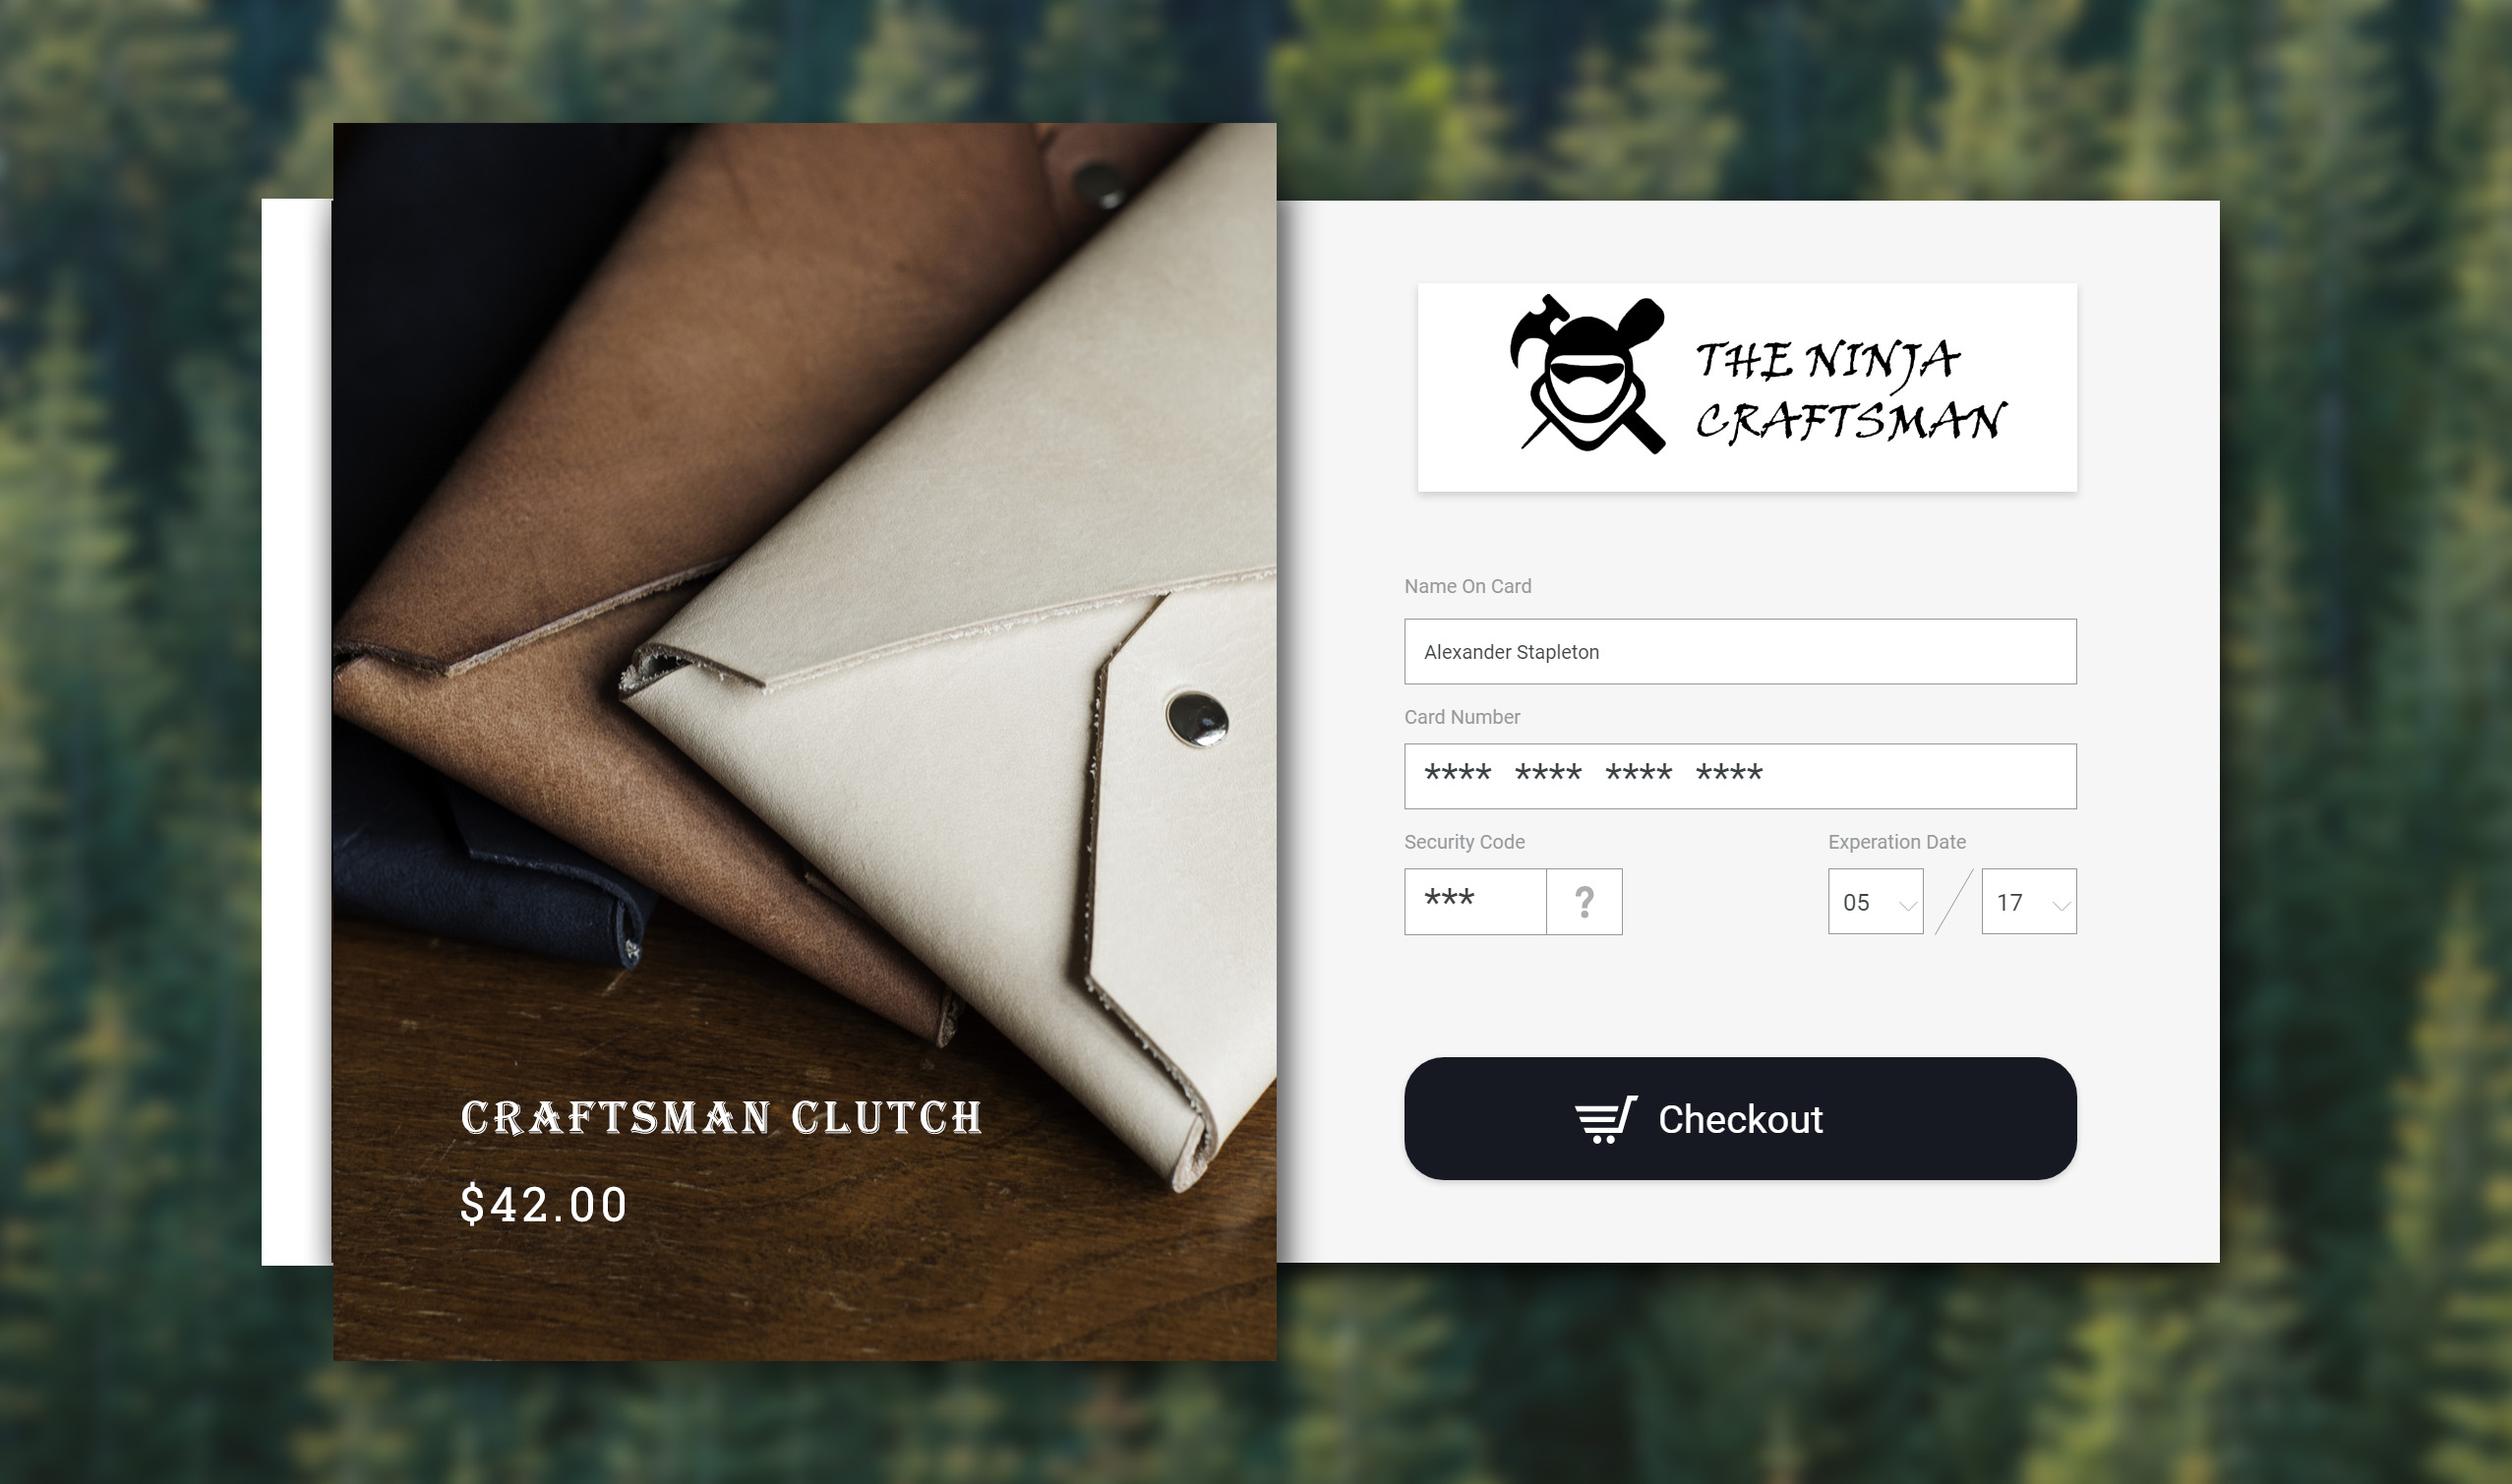 CRAFTSMAN CLUTCH
$42.00
THE NINJA
CRAFTSMAN
Name On Card
Alexander Stapleton
Card Number
**** **** **** ****
Security Code
*** ?
Experation Date
05 / 17
Checkout